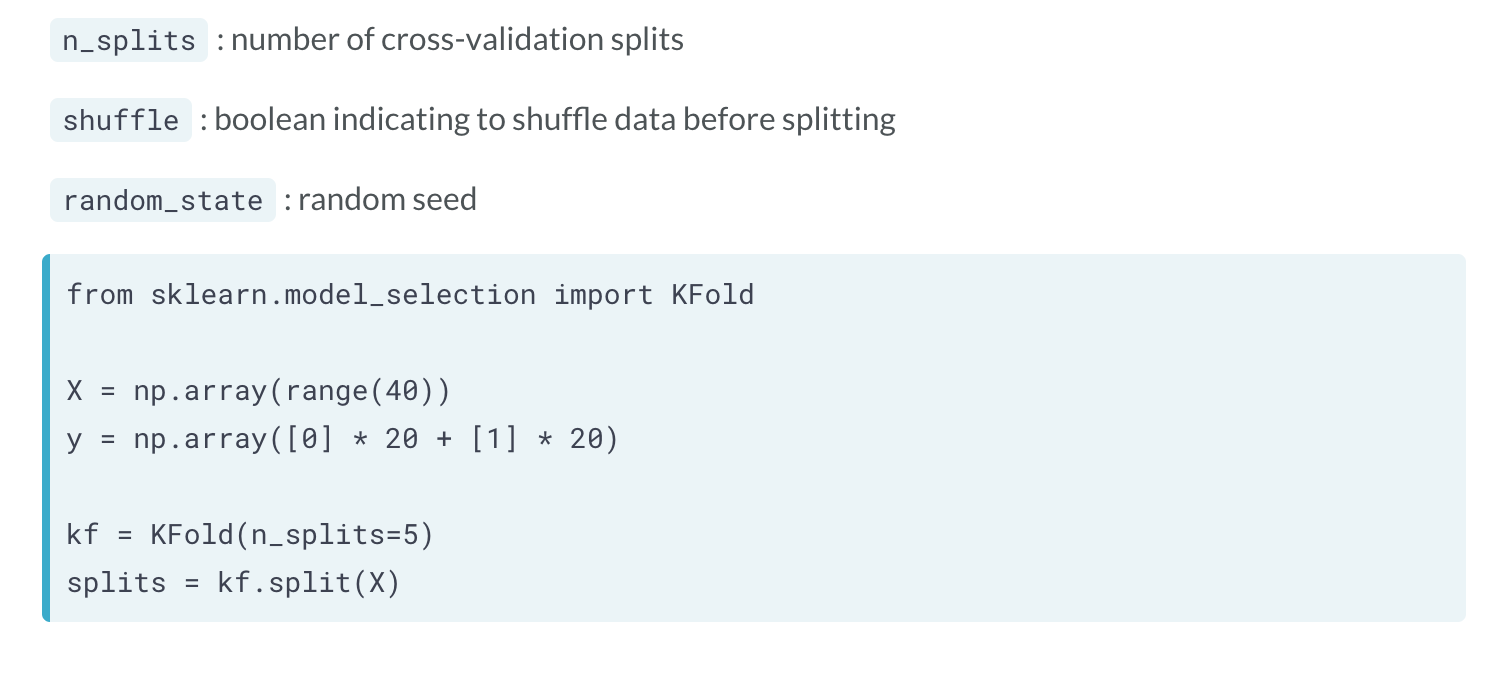 n_splits : number of cross-validation splits
shuffle : boolean indicating to shuffle data before splitting
random_state : random seed
from sklearn.model_selection import KFold
X = np.array(range(40))
y = np.array([0] * 20 + [1] * 20)
kf = KFold(n_splits=5)
splits = kf.split(X)